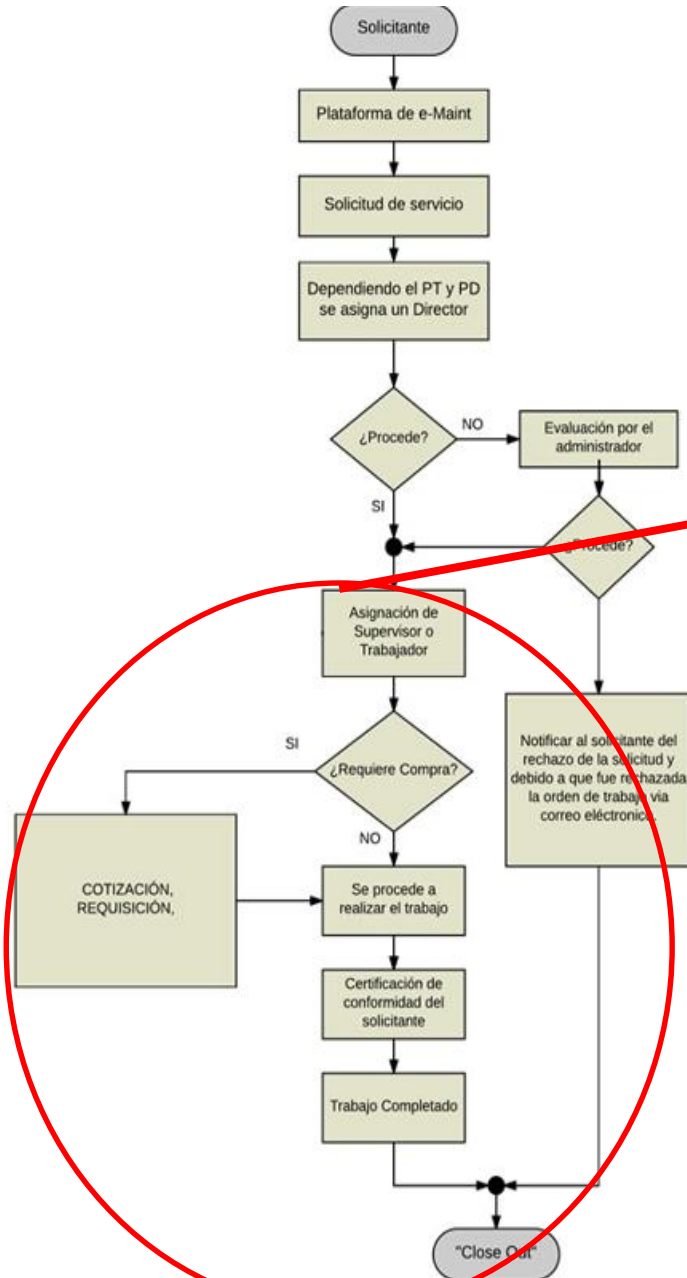 Solicitante
Plataforma de e-Maint
Solicitud de servicio
Dependiendo el PT y PD
se asigna un Director
¿Procede?
NO
Evaluación por el
administrador
SI
¿Procede?
Asignación de
Supervisor o
Trabajador
SI
¿Requiere Compra?
Notificar al solicitante del
rechazo de la solicitud y
debido a que fue rechazada
la orden de trabajo via
correo eléctronico.
NO
COTIZACIÓN,
REQUISICIÓN,
Se procede a
realizar el trabajo
Certificación de
conformidad del
solicitante
Trabajo Completado
"Close Out"